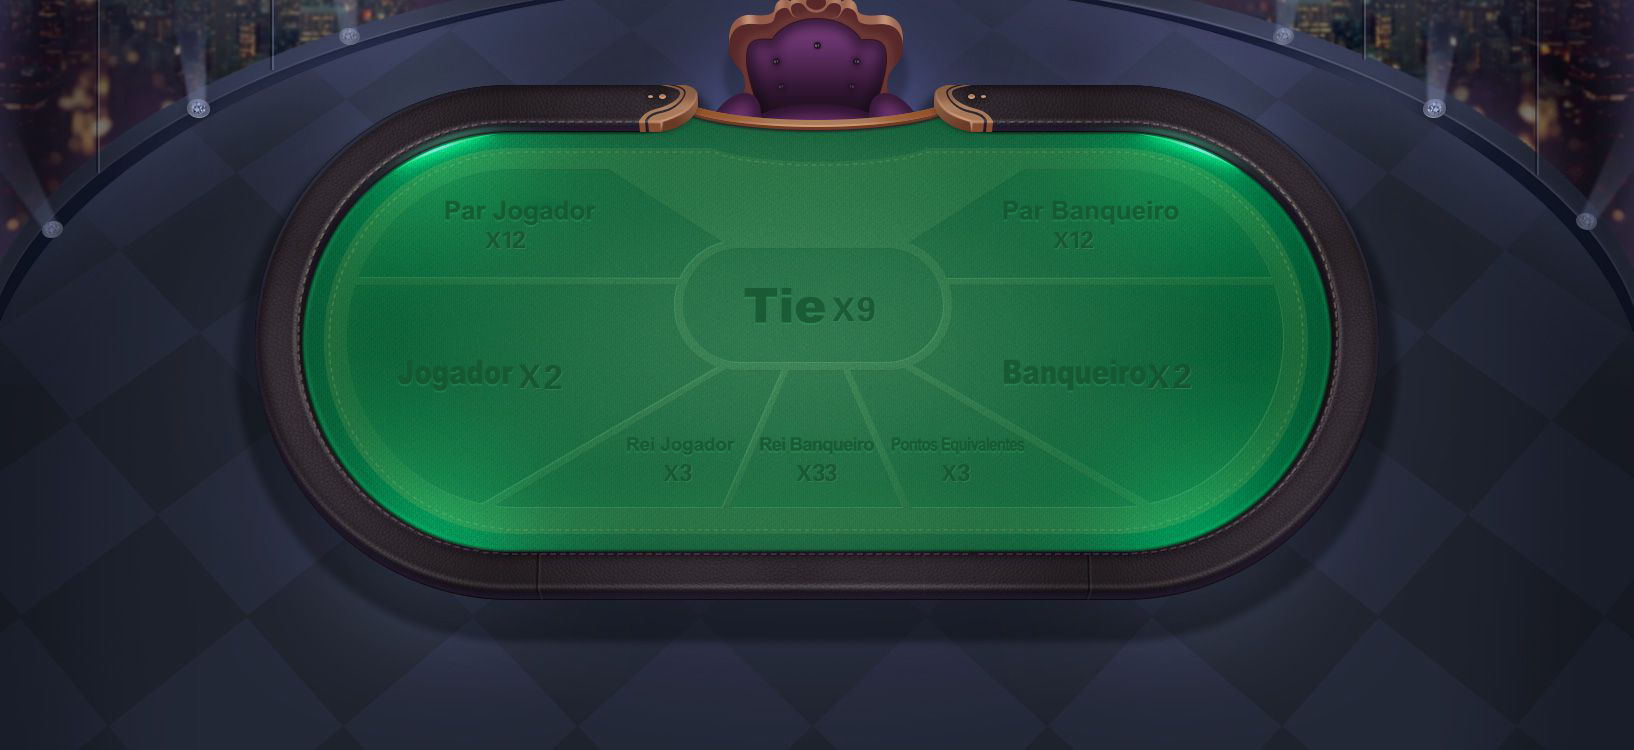 Par Jogador
X12
Par Banqueiro
X12
Tie X9
Jogador X2
Banqueiro X2
Rei Jogador
X3
Rei Banqueiro
X33
Pontos Equivalentes
X3